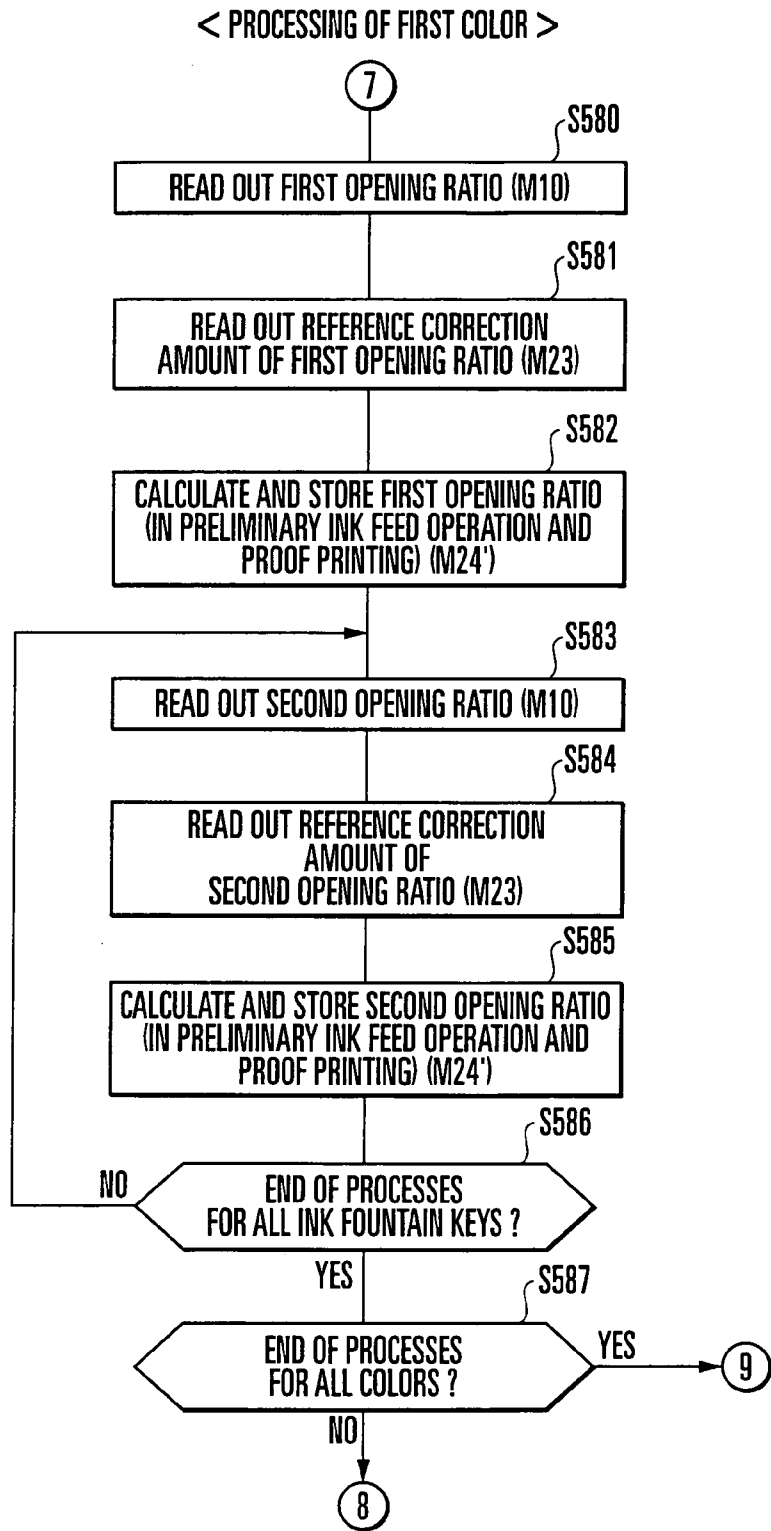 < PROCESSING OF FIRST COLOR >
7
S580
READ OUT FIRST OPENING RATIO (M10)
S581
READ OUT REFERENCE CORRECTION
AMOUNT OF FIRST OPENING RATIO (M23)
S582
CALCULATE AND STORE FIRST OPENING RATIO
(IN PRELIMINARY INK FEED OPERATION AND
PROOF PRINTING) (M24')
S583
READ OUT SECOND OPENING RATIO (M10)
S584
READ OUT REFERENCE CORRECTION
AMOUNT OF
SECOND OPENING RATIO (M23)
S585
CALCULATE AND STORE SECOND OPENING RATIO
(IN PRELIMINARY INK FEED OPERATION AND
PROOF PRINTING) (M24')
S586
NO
END OF PROCESSES
FOR ALL INK FOUNTAIN KEYS ?
YES
S587
END OF PROCESSES
FOR ALL COLORS ?
YES
9
NO
8